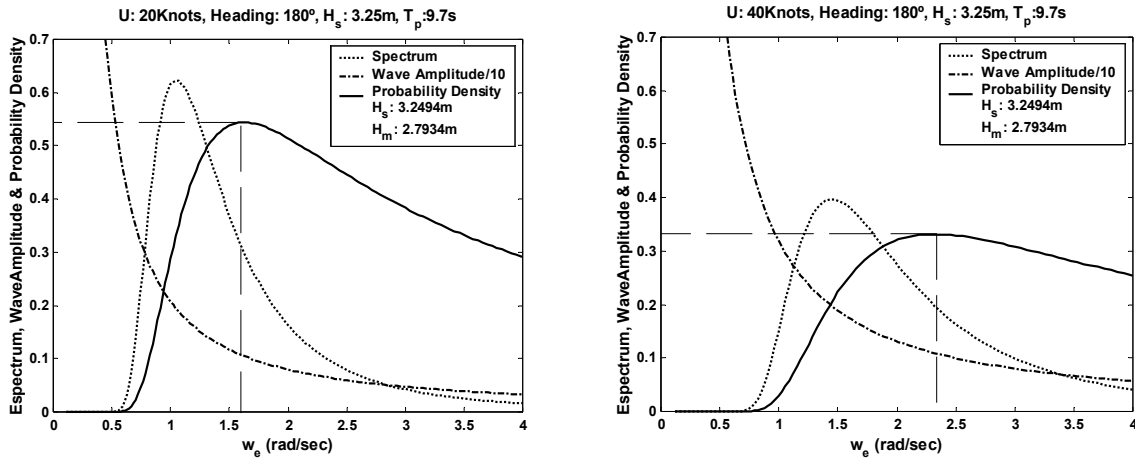 U: 20Knots, Heading: 180º, H_s: 3.25m, T_p:9.7s
Espectrum, WaveAmplitude & Probability Density
0.7
0.6
0.5
0.4
0.3
0.2
0.1
0
Spectrum
Wave Amplitude/10
Probability Density
H_s: 3.2494m
H_m: 2.7934m
0 0.5 1 1.5 2 2.5 3 3.5 4
w_e (rad/sec)
U: 40Knots, Heading: 180º, H_s: 3.25m, T_p:9.7s
Espectrum, WaveAmplitude & Probability Density
0.7
0.6
0.5
0.4
0.3
0.2
0.1
0
Spectrum
Wave Amplitude/10
Probability Density
H_s: 3.2494m
H_m: 2.7934m
0 0.5 1 1.5 2 2.5 3 3.5 4
w_e (rad/sec)